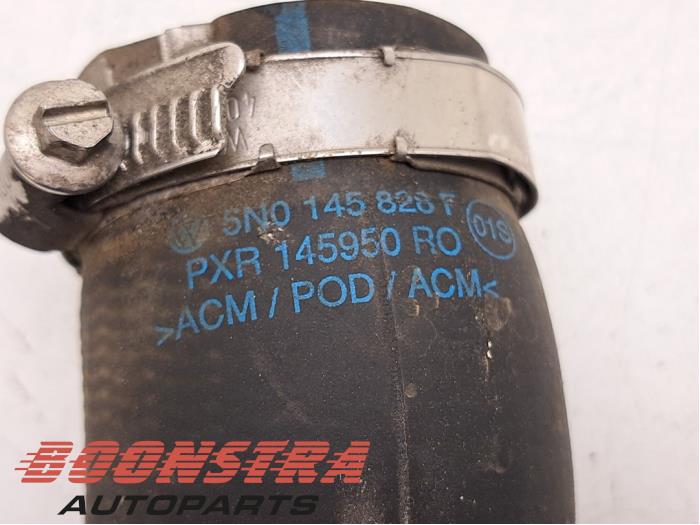 5N0 145 828 F 01S
PXR 145950 RO
>ACM / POD / ACM<
BOONSTRA
AUTOPARTS